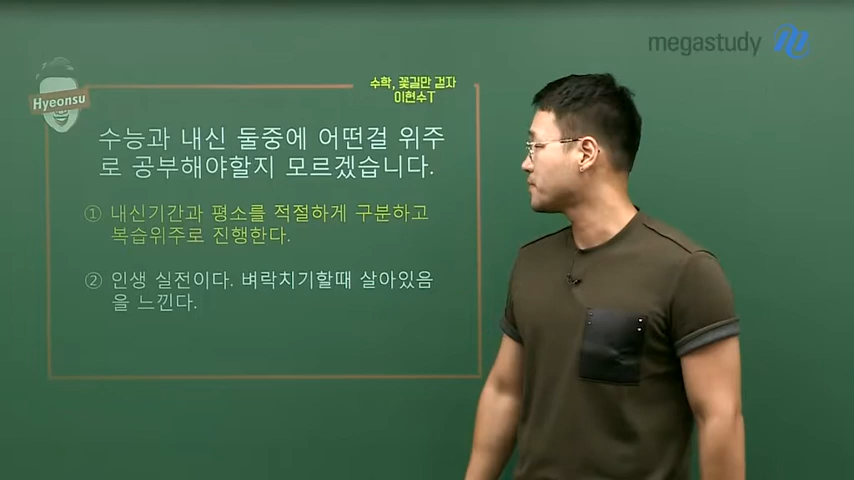 megastudy M
수학, 꽃길만 걷자
이현수T
Hyeonsu
수능과 내신 둘중에 어떤걸 위주
로 공부해야할지 모르겠습니다.
① 내신기간과 평소를 적절하게 구분하고
복습위주로 진행한다.
② 인생 실전이다. 벼락치기할때 살아있음
을 느낀다.